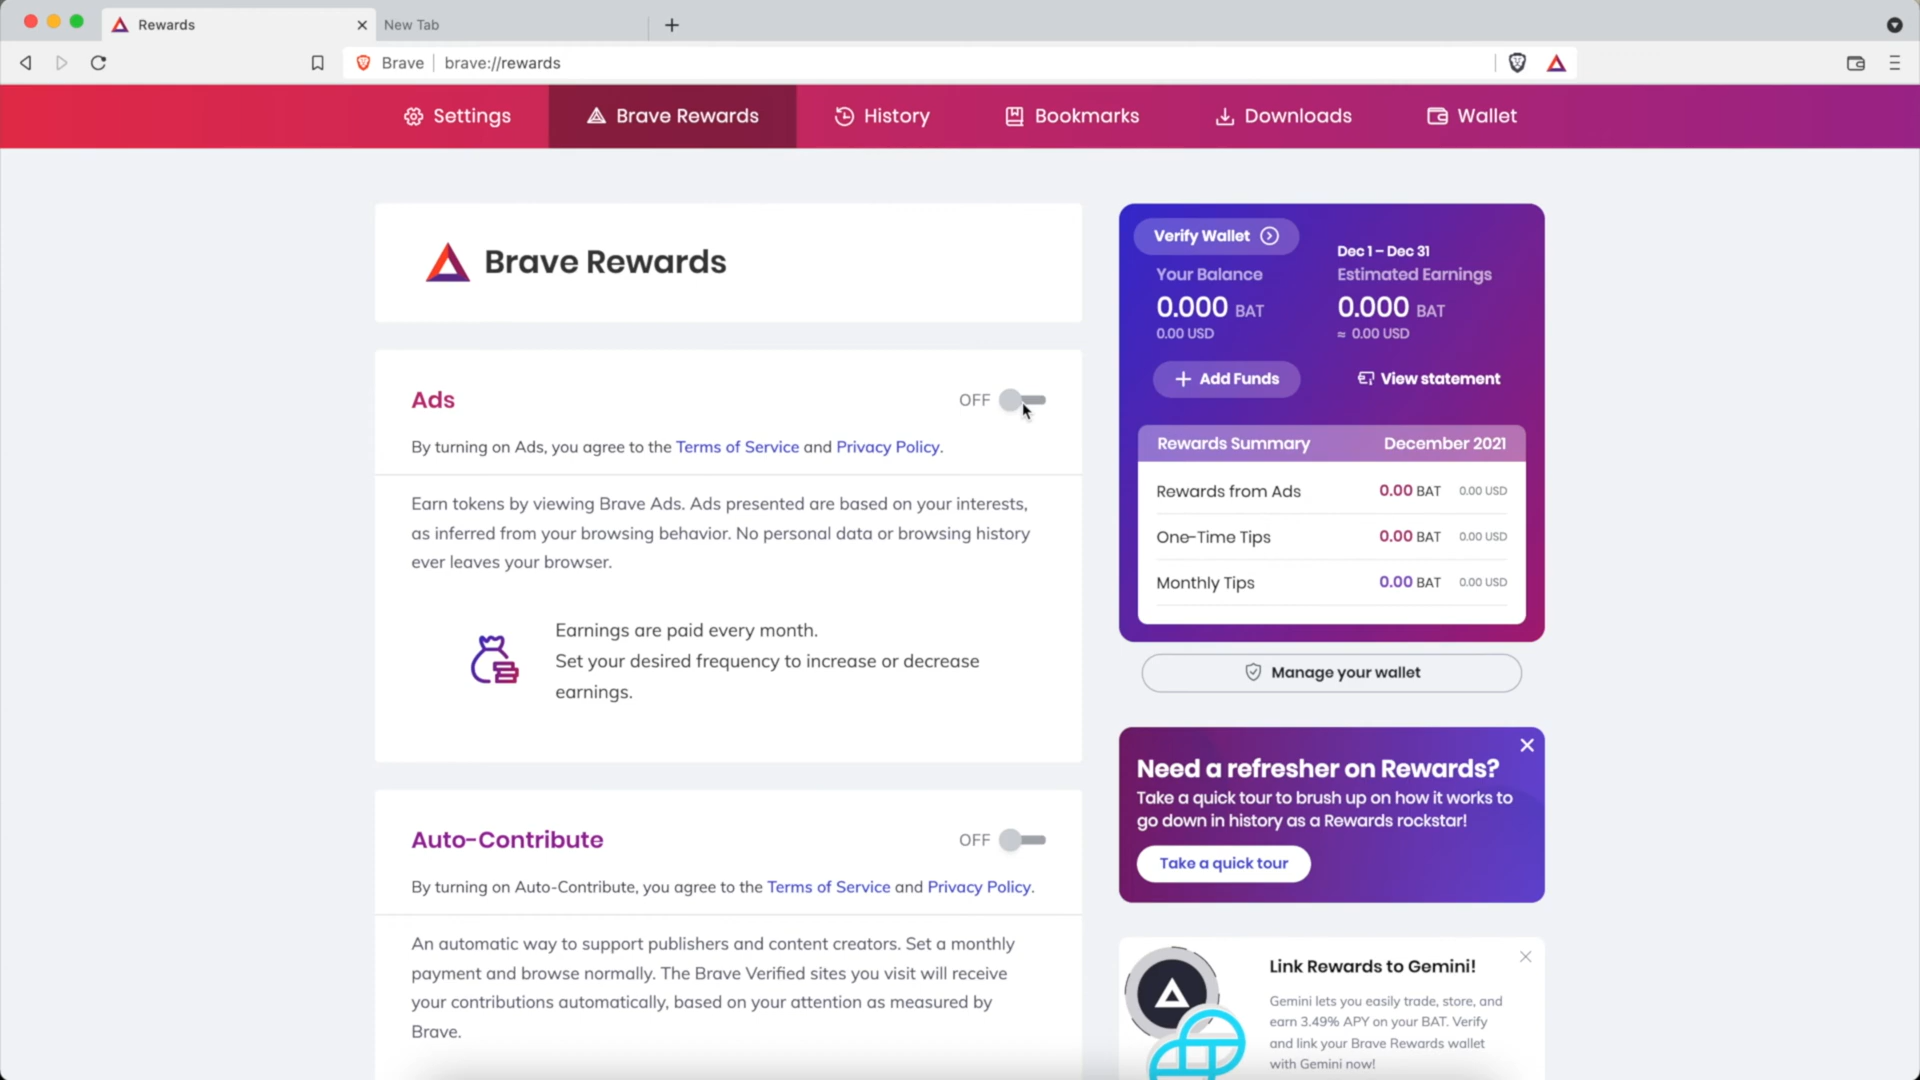 Rewards
New Tab
Brave
brave://rewards
Settings
Brave Rewards
History
Bookmarks
Downloads
Wallet
Brave Rewards
Ads
OFF
By turning on Ads, you agree to the Terms of Service and Privacy Policy.
Earn tokens by viewing Brave Ads. Ads presented are based on your interests,
as inferred from your browsing behavior. No personal data or browsing history
ever leaves your browser.
Earnings are paid every month.
Set your desired frequency to increase or decrease
earnings.
Auto-Contribute
OFF
By turning on Auto-Contribute, you agree to the Terms of Service and Privacy Policy.
An automatic way to support publishers and content creators. Set a monthly
payment and browse normally. The Brave Verified sites you visit will receive
your contributions automatically, based on your attention as measured by
Brave.
Verify Wallet
Your Balance
0.000 BAT
0.00 USD
Dec 1 – Dec 31
Estimated Earnings
0.000 BAT
≈ 0.00 USD
+ Add Funds
View statement
Rewards Summary December 2021
Rewards from Ads 0.00 BAT 0.00 USD
One-Time Tips 0.00 BAT 0.00 USD
Monthly Tips 0.00 BAT 0.00 USD
Manage your wallet
Need a refresher on Rewards?
Take a quick tour to brush up on how it works to
go down in history as a Rewards rockstar!
Take a quick tour
Link Rewards to Gemini!
Gemini lets you easily trade, store, and
earn 3.49% APY on your BAT. Verify
and link your Brave Rewards wallet
with Gemini now!